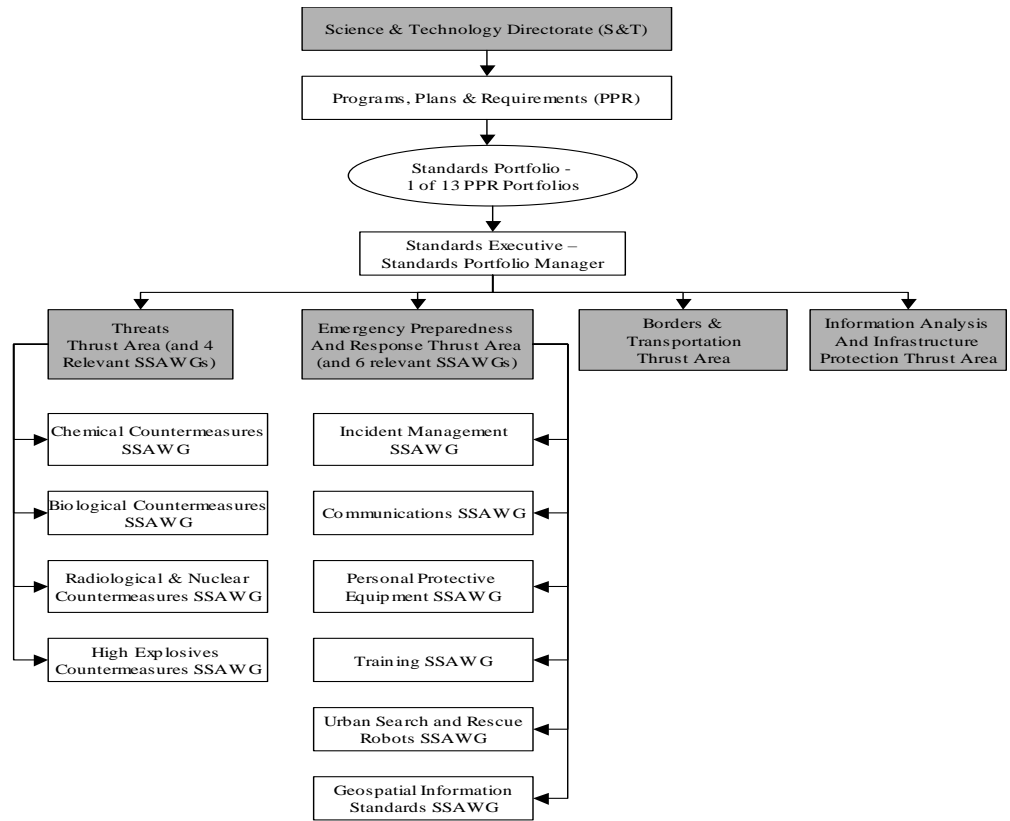 Science & Technology Directorate (S&T)
Programs, Plans & Requirements (PPR)
Standards Portfolio -
1 of 13 PPR Portfolios
Standards Executive –
Standards Portfolio Manager
Threats
Thrust Area (and 4
Relevant SSAWGs)
Emergency Preparedness
And Response Thrust Area
(and 6 relevant SSAWGs)
Borders &
Transportation
Thrust Area
Information Analysis
And Infrastructure
Protection Thrust Area
Chemical Countermeasures
SSAWG
Biological Countermeasures
SSAWG
Radiological & Nuclear
Countermeasures SSAWG
High Explosives
Countermeasures SSAWG
Incident Management
SSAWG
Communications SSAWG
Personal Protective
Equipment SSAWG
Training SSAWG
Urban Search and Rescue
Robots SSAWG
Geospatial Information
Standards SSAWG